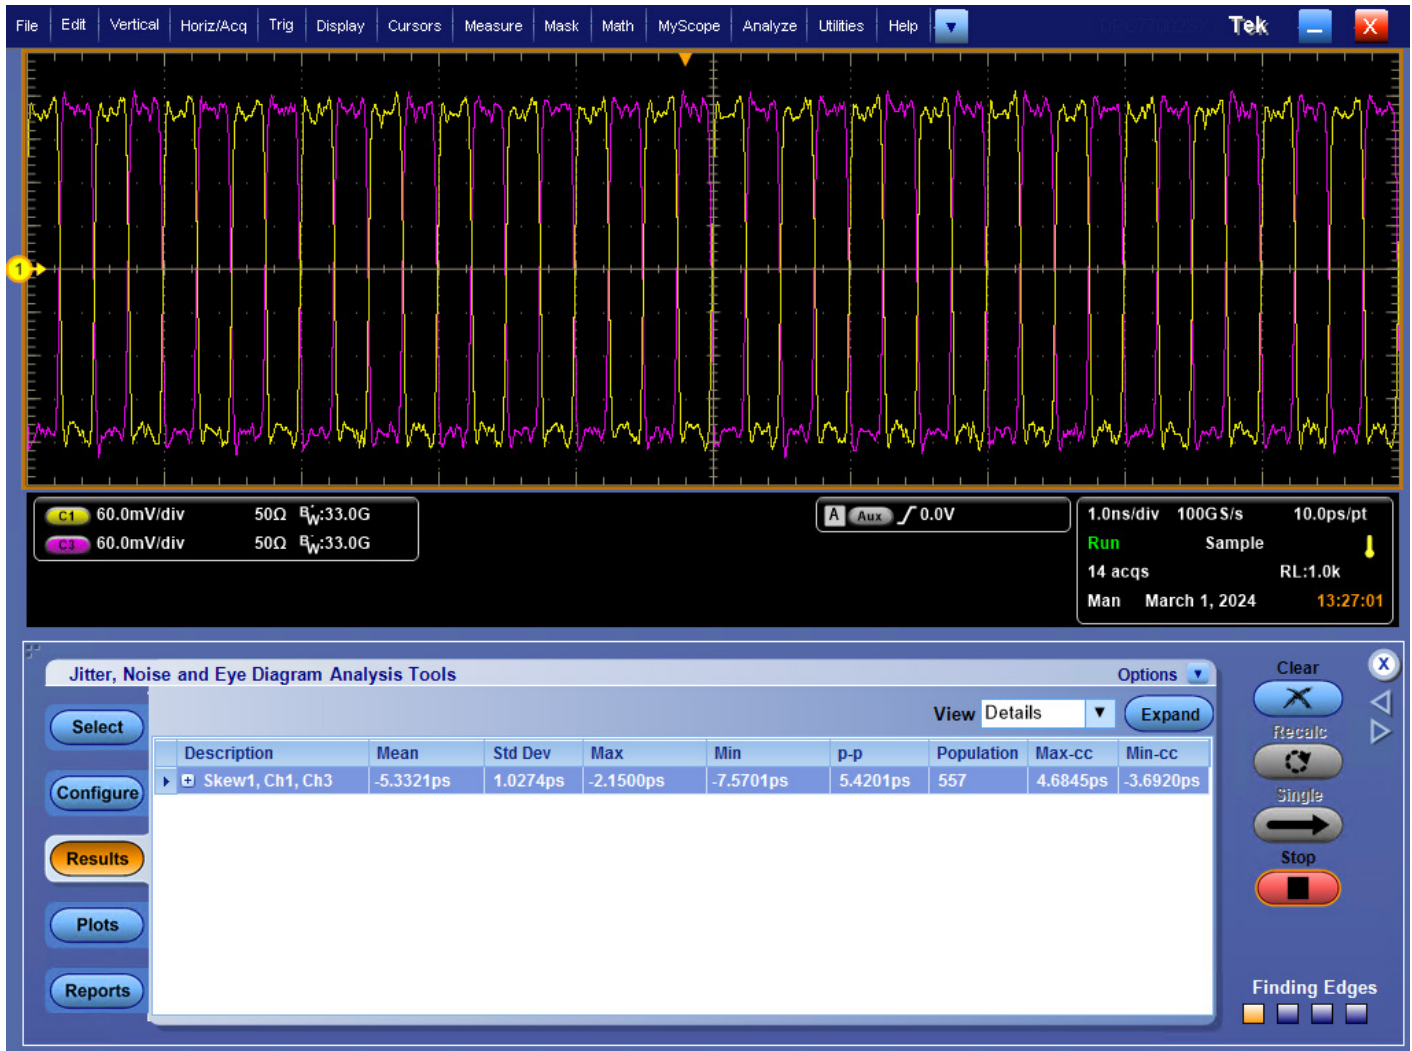 File Edit Vertical Horiz/Acq Trig Display Cursors Measure Mask Math MyScope Analyze Utilities Help Tek X
1
C1 60.0mV/div 50Ω BW:33.0G
C3 60.0mV/div 50Ω BW:33.0G
A Aux 0.0V
1.0ns/div 100GS/s 10.0ps/pt
Run Sample
14 acqs RL:1.0k
Man March 1, 2024 13:27:01
Jitter, Noise and Eye Diagram Analysis Tools Options
View Details Expand
Select
Configure
Results
Plots
Reports
Description Mean Std Dev Max Min p-p Population Max-cc Min-cc
Skew1, Ch1, Ch3 -5.3321ps 1.0274ps -2.1500ps -7.5701ps 5.4201ps 557 4.6845ps -3.6920ps
Clear
X
Recalc
Single
Stop
Finding Edges